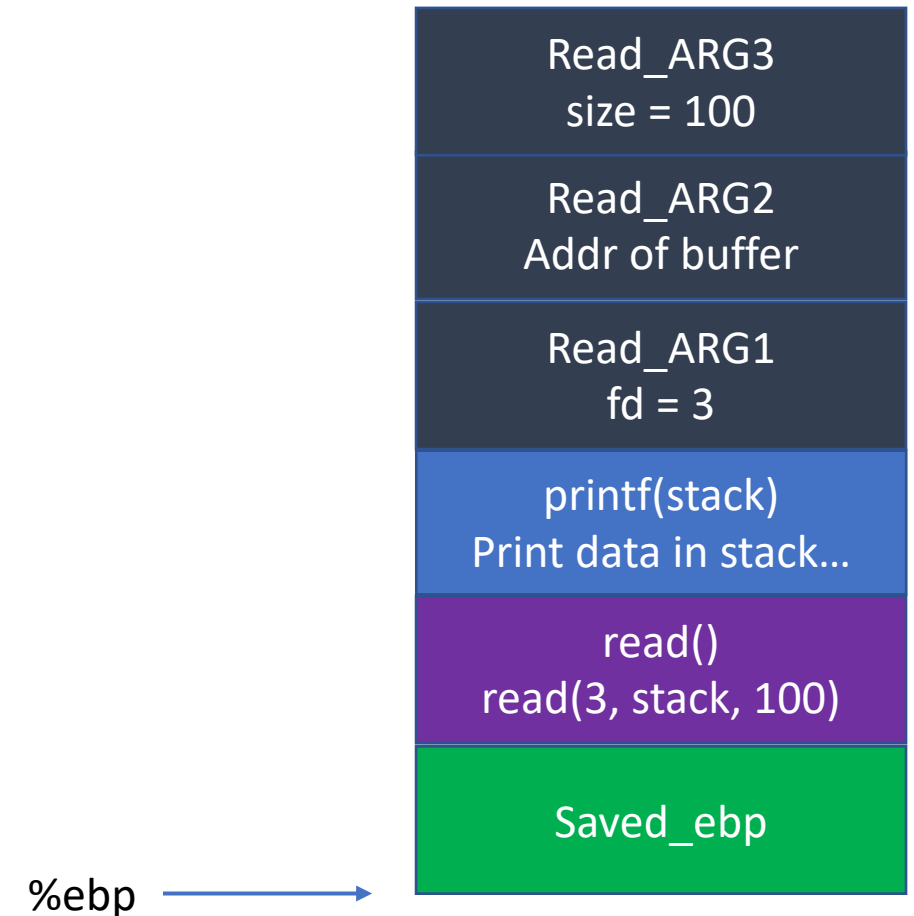 Read_ARG3
size = 100
Read_ARG2
Addr of buffer
Read_ARG1
fd = 3
printf(stack)
Print data in stack…
read()
read(3, stack, 100)
Saved_ebp
%ebp